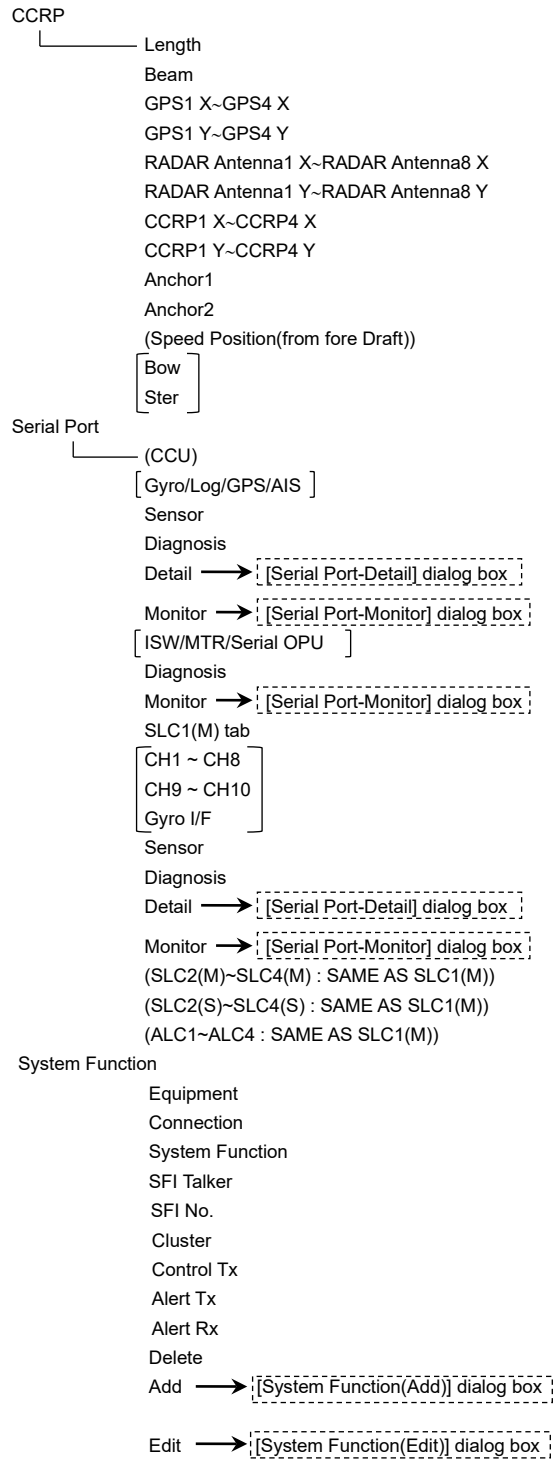 CCRP
Length
Beam
GPS1 X~GPS4 X
GPS1 Y~GPS4 Y
RADAR Antenna1 X~RADAR Antenna8 X
RADAR Antenna1 Y~RADAR Antenna8 Y
CCRP1 X~CCRP4 X
CCRP1 Y~CCRP4 Y
Anchor1
Anchor2
(Speed Position(from fore Draft))
Bow
Ster
Serial Port
(CCU)
Gyro/Log/GPS/AIS
Sensor
Diagnosis
Detail [Serial Port-Detail] dialog box
Monitor [Serial Port-Monitor] dialog box
ISW/MTR/Serial OPU
Diagnosis
Monitor [Serial Port-Monitor] dialog box
SLC1(M) tab
CH1 ~ CH8
CH9 ~ CH10
Gyro I/F
Sensor
Diagnosis
Detail [Serial Port-Detail] dialog box
Monitor [Serial Port-Monitor] dialog box
(SLC2(M)~SLC4(M) : SAME AS SLC1(M))
(SLC2(S)~SLC4(S) : SAME AS SLC1(M))
(ALC1~ALC4 : SAME AS SLC1(M))
System Function
Equipment
Connection
System Function
SFI Talker
SFI No.
Cluster
Control Tx
Alert Tx
Alert Rx
Delete
Add [System Function(Add)] dialog box
Edit [System Function(Edit)] dialog box